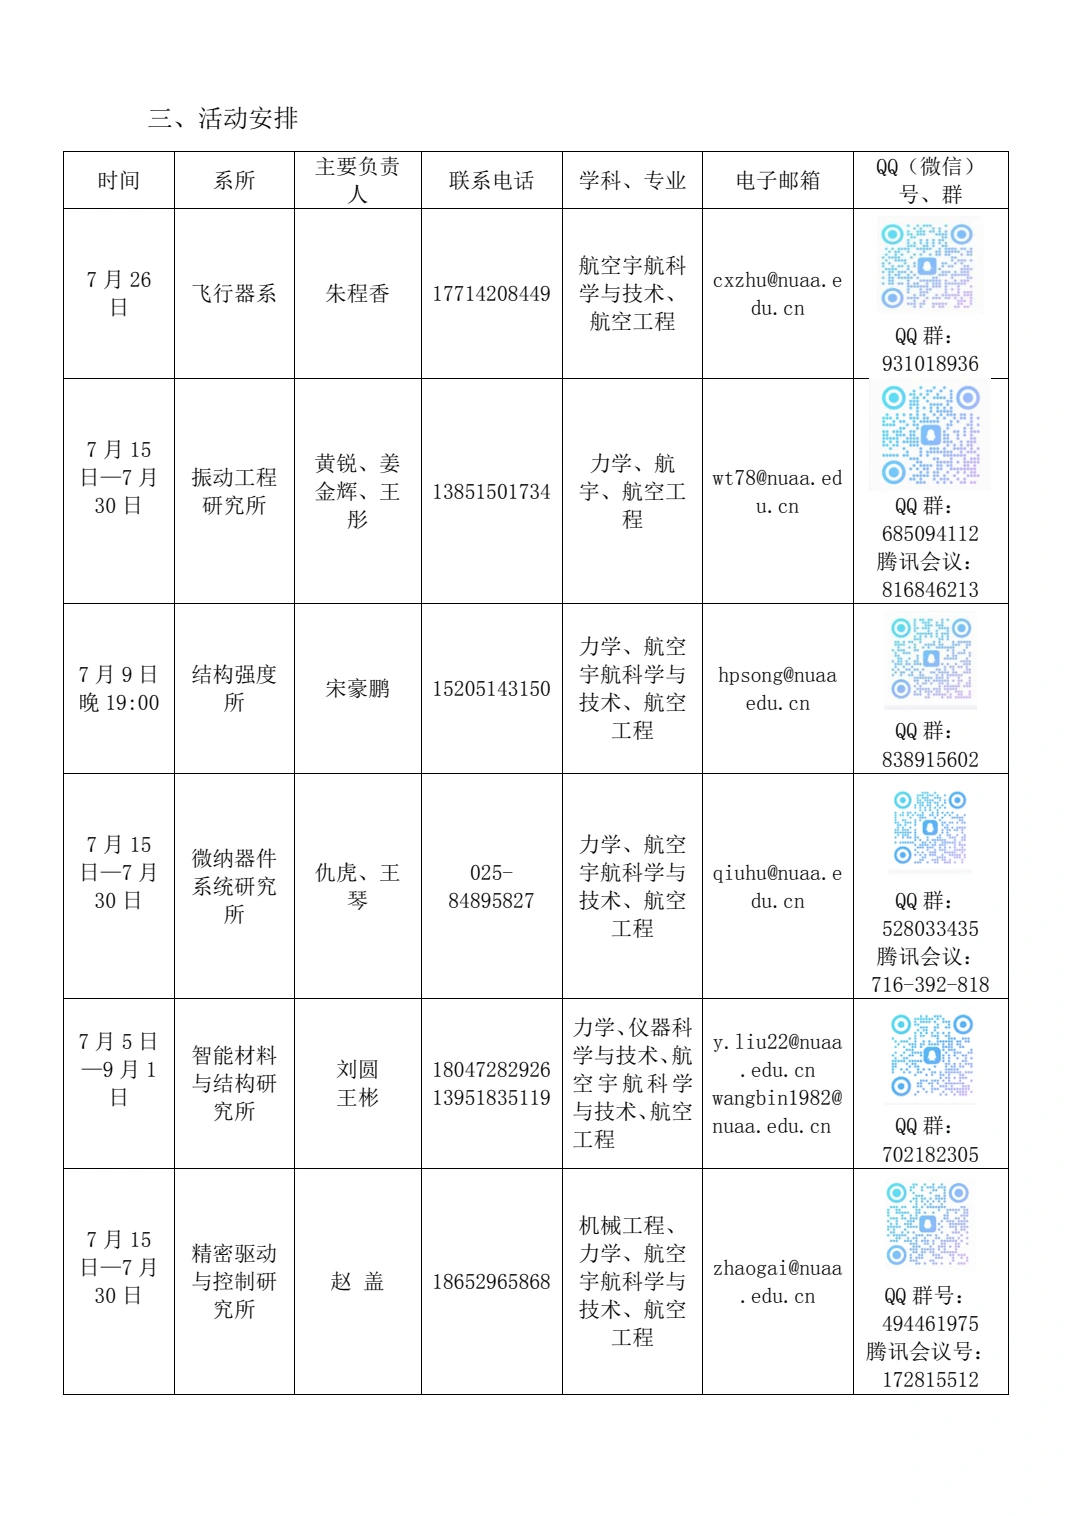 三、活动安排
时间
系所
主要负责
人
联系电话
学科、专业
电子邮箱
QQ（微信）
号、群
7 月 26
日
飞行器系
朱程香
17714208449
航空宇航科
学与技术、
航空工程
cxzhu@nuaa.e
du.cn
QQ 群：
931018936
7 月 15
日—7 月
30 日
振动工程
研究所
黄锐、姜
金辉、王
彤
13851501734
力学、航
宇、航空工
程
wt78@nuaa.ed
u.cn
QQ 群：
685094112
腾讯会议：
816846213
7 月 9 日
晚 19:00
结构强度
所
宋豪鹏
15205143150
力学、航空
宇航科学与
技术、航空
工程
hpsong@nuaa
edu.cn
QQ 群：
838915602
7 月 15
日—7 月
30 日
微纳器件
系统研究
所
仇虎、王
琴
025-
84895827
力学、航空
宇航科学与
技术、航空
工程
qiuhu@nuaa.e
du.cn
QQ 群：
528033435
腾讯会议：
716-392-818
7 月 5 日
—9 月 1
日
智能材料
与结构研
究所
刘圆
王彬
18047282926
13951835119
力学、仪器科
学与技术、航
空宇航科学
与技术、航空
工程
y.liu22@nuaa
.edu.cn
wangbin1982@
nuaa.edu.cn
QQ 群：
702182305
7 月 15
日—7 月
30 日
精密驱动
与控制研
究所
赵 盖
18652965868
机械工程、
力学、航空
宇航科学与
技术、航空
工程
zhaogai@nuaa
.edu.cn
QQ 群号：
494461975
腾讯会议号：
172815512